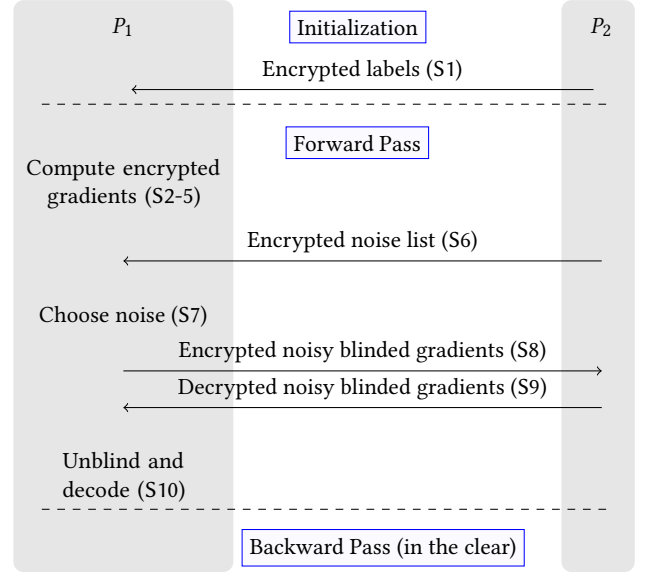 P1
Initialization
P2
Encrypted labels (S1)
Forward Pass
Compute encrypted
gradients (S2-5)
Encrypted noise list (S6)
Choose noise (S7)
Encrypted noisy blinded gradients (S8)
Decrypted noisy blinded gradients (S9)
Unblind and
decode (S10)
Backward Pass (in the clear)